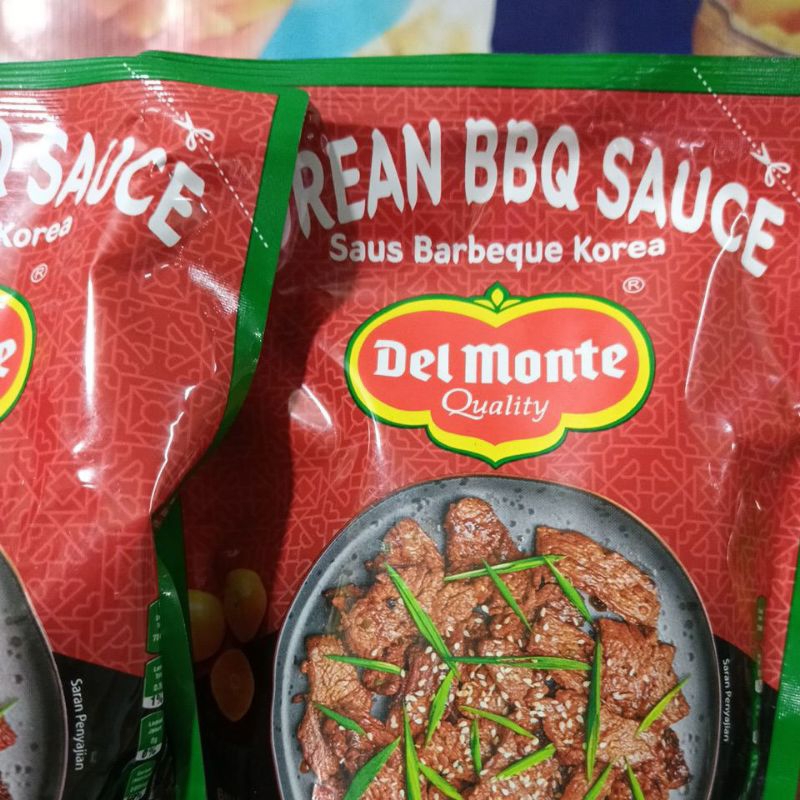 SAUCE
Korea
®
REAN BBQ SAUCE
Saus Barbeque Korea
®
Del Monte
Quality
Saran Penyajian
Saran Penyajian